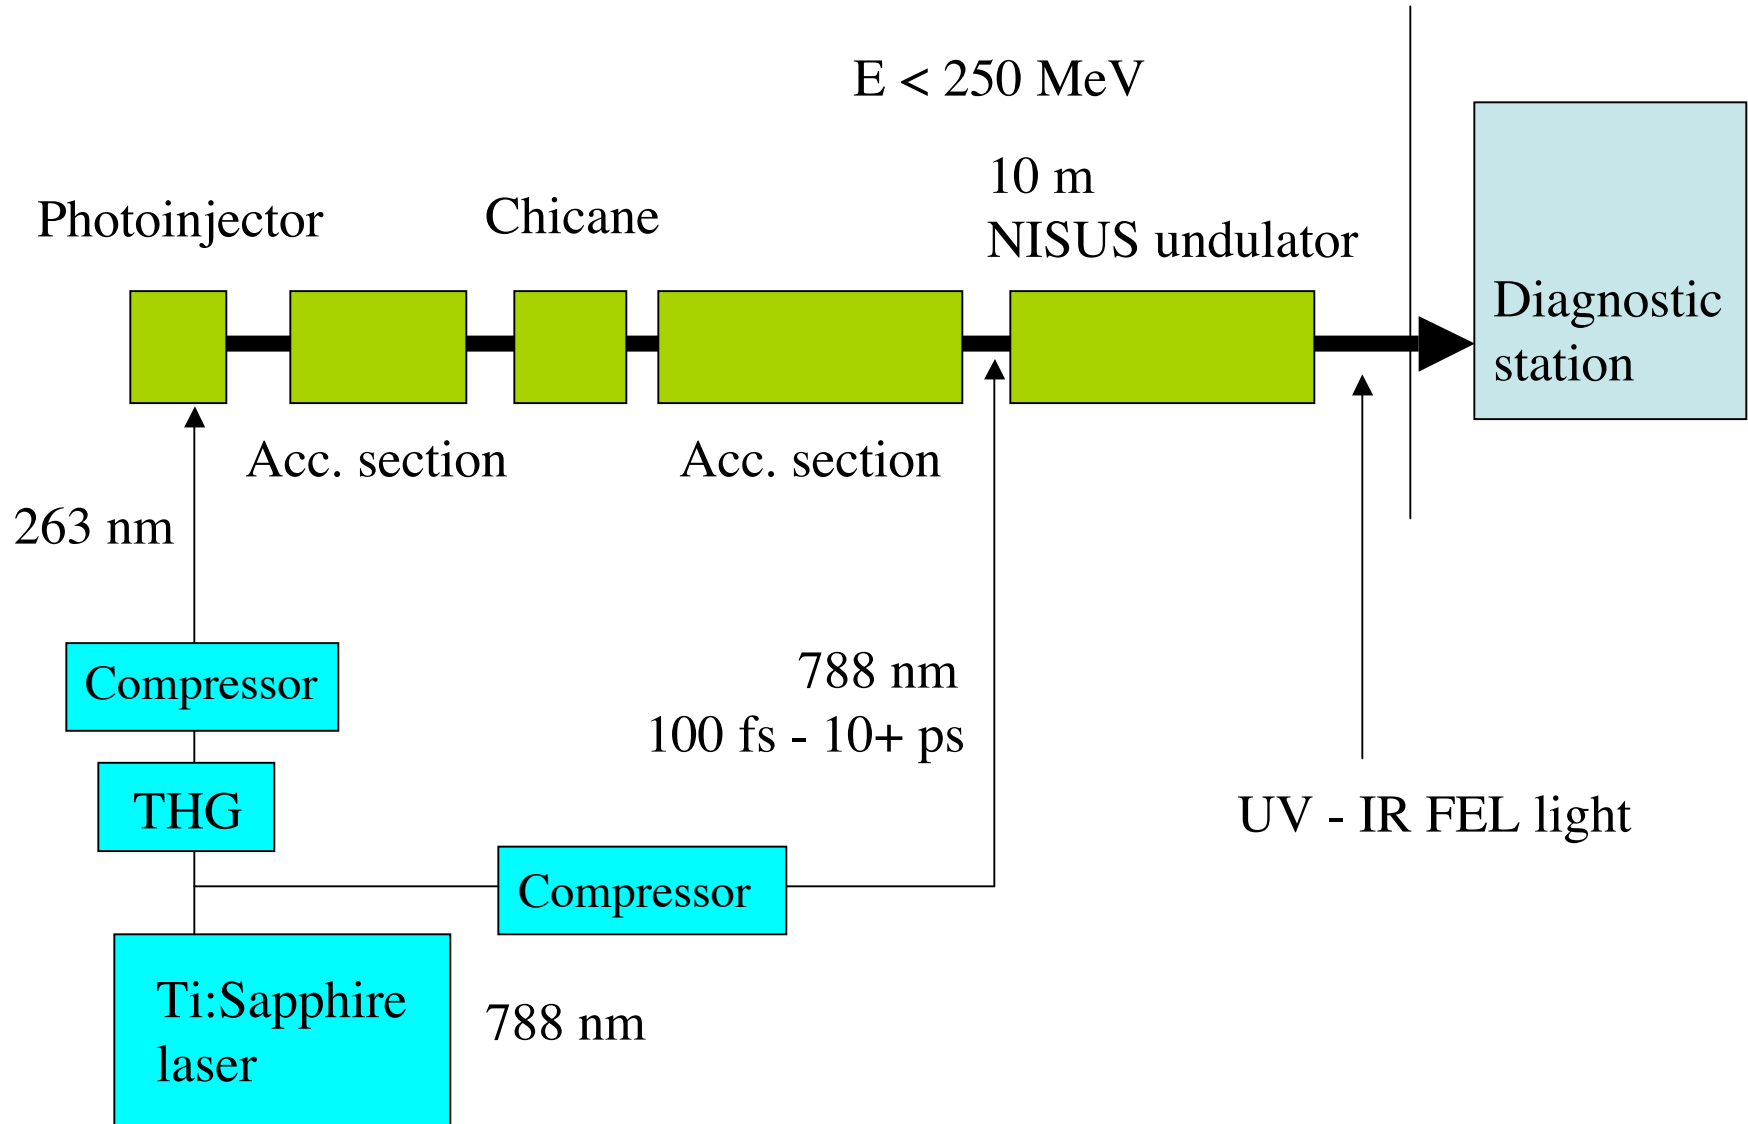 E < 250 MeV
10 m
NISUS undulator
Photoinjector
Chicane
Diagnostic
station
Acc. section
Acc. section
263 nm
Compressor
788 nm
100 fs - 10+ ps
THG
UV - IR FEL light
Compressor
Ti:Sapphire
laser
788 nm